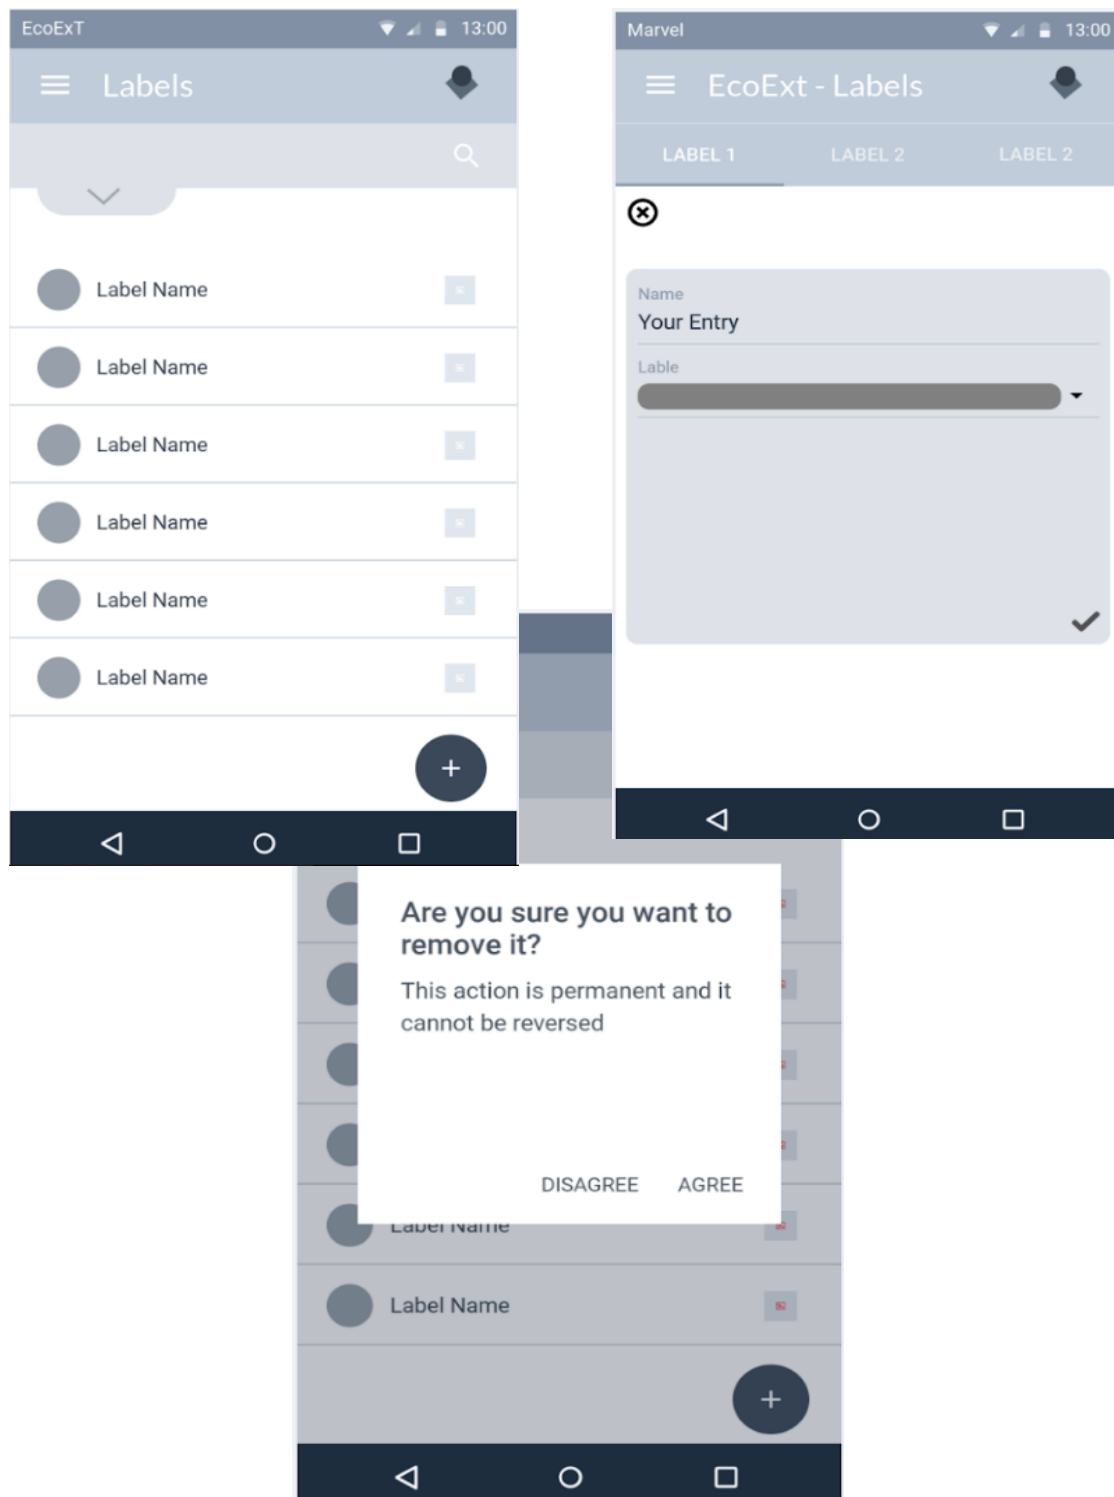 EcoExT 13:00
Labels
Label Name
Label Name
Label Name
Label Name
Label Name
Label Name
+
Marvel 13:00
EcoExt - Labels
LABEL 1 LABEL 2 LABEL 2
Name
Your Entry
Lable
Are you sure you want to
remove it?
This action is permanent and it
cannot be reversed
DISAGREE AGREE
Label Name
Label Name
+